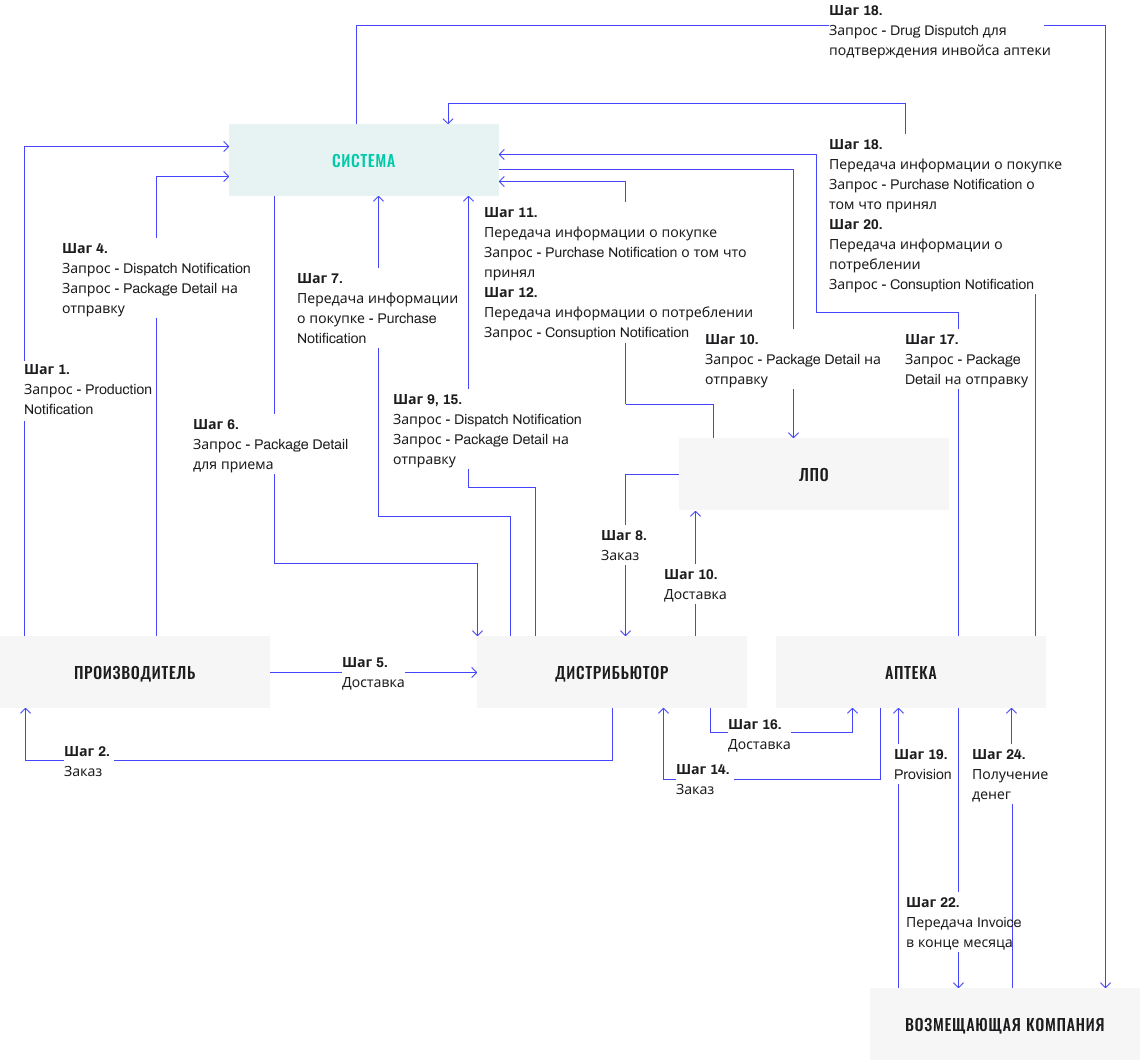 Шаг 18.
Запрос - Drug Disputch для
подтверждения инвойса аптеки
СИСТЕМА
Шаг 18.
Передача информации о покупке
Запрос - Purchase Notification о
том что принял
Шаг 20.
Передача информации о
потреблении
Запрос - Consuption Notification
Шаг 11.
Передача информации о покупке
Запрос - Purchase Notification о том что
принял
Шаг 12.
Передача информации о потреблении
Запрос - Consuption Notification
Шаг 4.
Запрос - Dispatch Notification
Запрос - Package Detail на
отправку
Шаг 7.
Передача информации
о покупке - Purchase
Notification
Шаг 10.
Запрос - Package Detail на
отправку
Шаг 17.
Запрос - Package
Detail на отправку
Шаг 1.
Запрос - Production
Notification
Шаг 9, 15.
Запрос - Dispatch Notification
Запрос - Package Detail на
отправку
Шаг 6.
Запрос - Package Detail
для приема
ЛПО
Шаг 8.
Заказ
Шаг 10.
Доставка
ПРОИЗВОДИТЕЛЬ
Шаг 5.
Доставка
ДИСТРИБЬЮТОР
АПТЕКА
Шаг 16.
Доставка
Шаг 2.
Заказ
Шаг 14.
Заказ
Шаг 19.
Provision
Шаг 24.
Получение
денег
Шаг 22.
Передача Invoice
в конце месяца
ВОЗМЕЩАЮЩАЯ КОМПАНИЯ